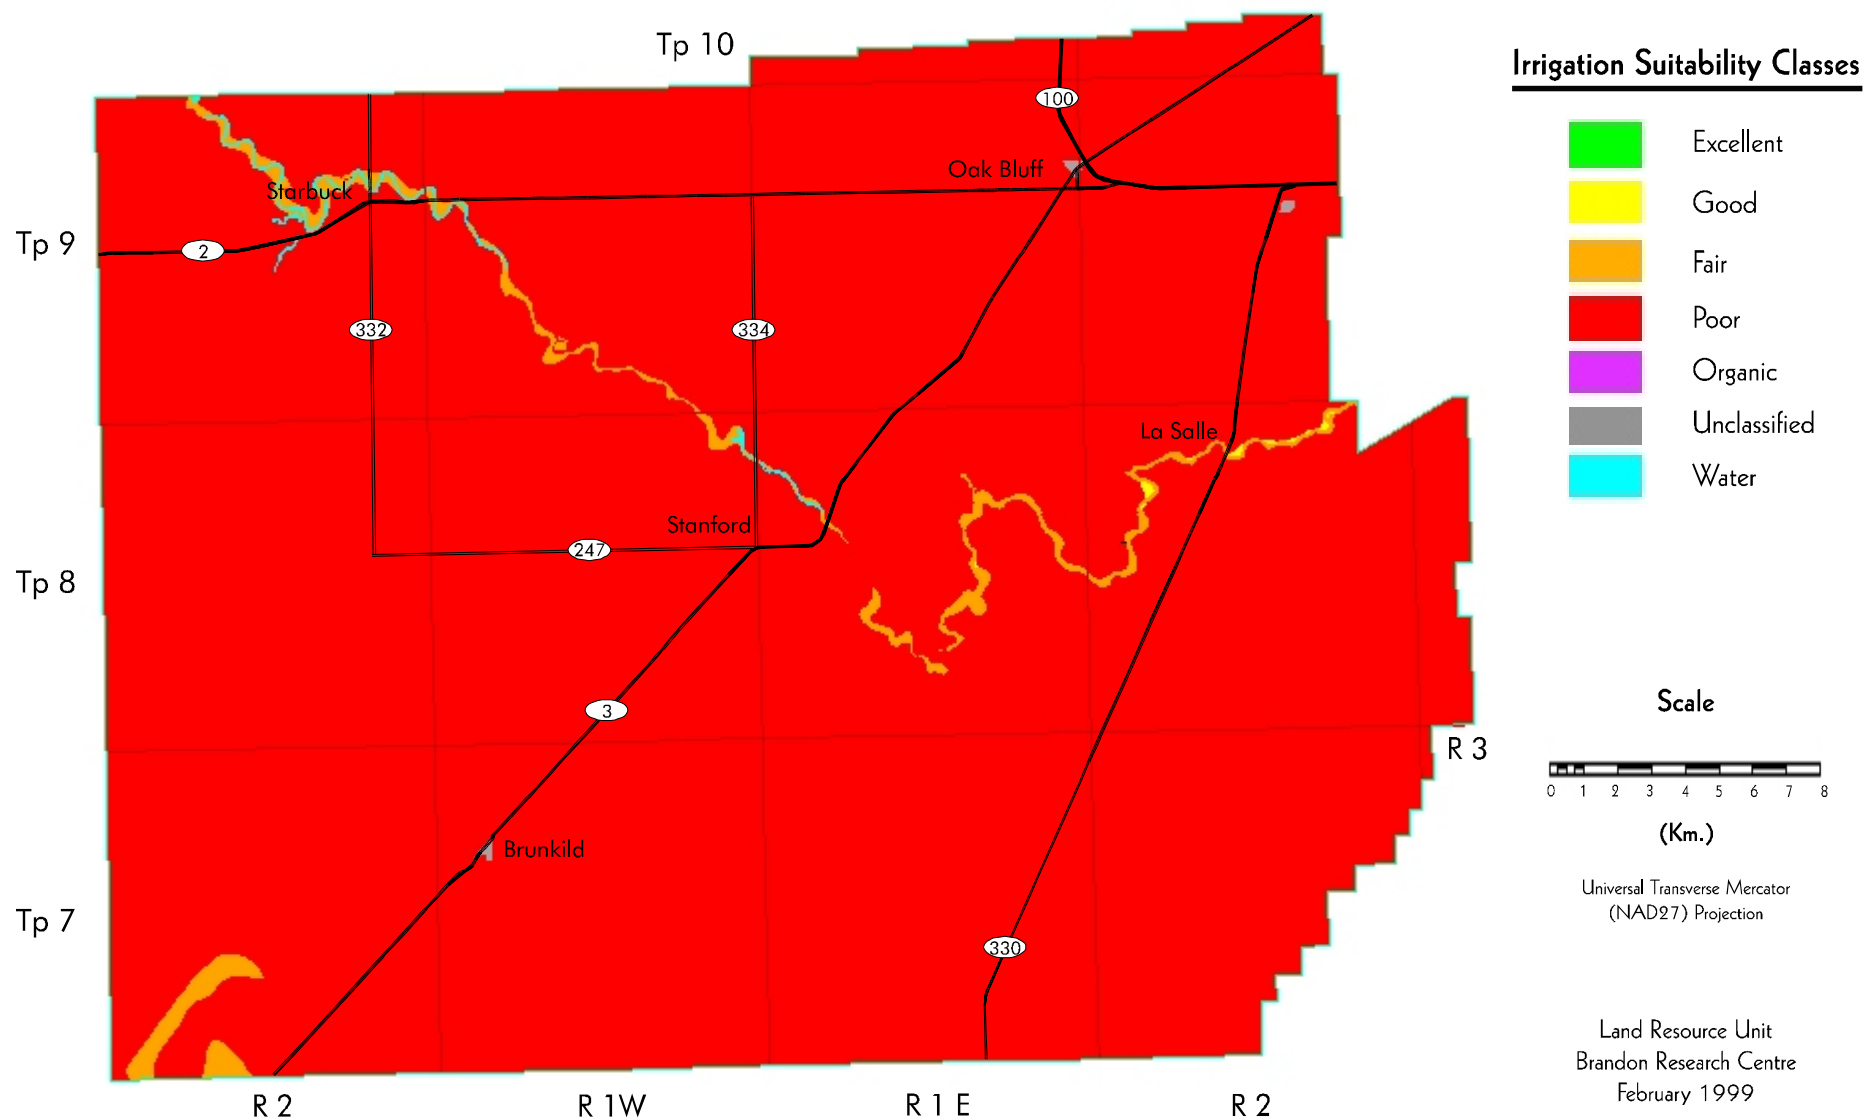 Tp 10
Irrigation Suitability Classes
100
Excellent
Oak Bluff
Starbuck
Good
Tp 9
2
Fair
332
334
Poor
Organic
La Salle
Unclassified
Water
Stanford
247
Tp 8
3
Scale
R 3
0 1 2 3 4 5 6 7 8
(Km.)
Brunkild
Universal Transverse Mercator
(NAD27) Projection
Tp 7
330
Land Resource Unit
Brandon Research Centre
February 1999
R 2
R 1W
R 1 E
R 2